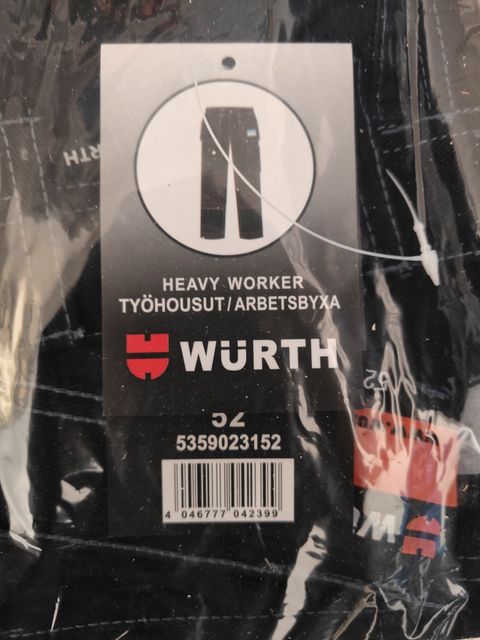 HEAVY WORKER
TYÖHOUSUT/ARBETSBYXA
WÜRTH
52
5359023152
4 046777 042399